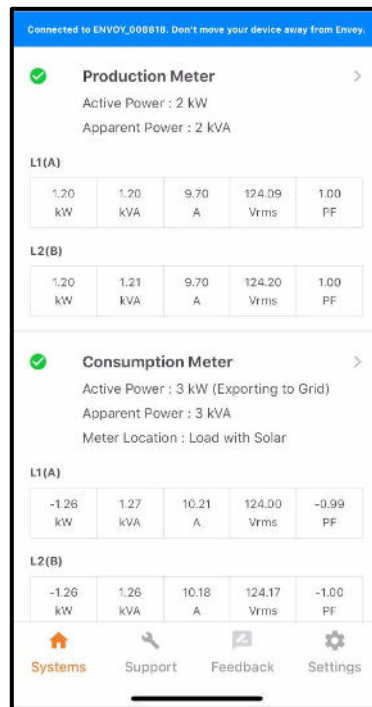 Connected to ENVOY_008818. Don't move your device away from Envoy.
Production Meter
Active Power : 2 kW
Apparent Power : 2 kVA
L1(A)
1.20 1.20 9.70 124.09 1.00
kW kVA A Vrms PF
L2(B)
1.20 1.21 9.70 124.20 1.00
kW kVA A Vrms PF
Consumption Meter
Active Power : 3 kW (Exporting to Grid)
Apparent Power : 3 kVA
Meter Location : Load with Solar
L1(A)
-1.26 1.27 10.21 124.00 -0.99
kW kVA A Vrms PF
L2(B)
-1.26 1.26 10.18 124.17 -1.00
kW kVA A Vrms PF
Systems Support Feedback Settings